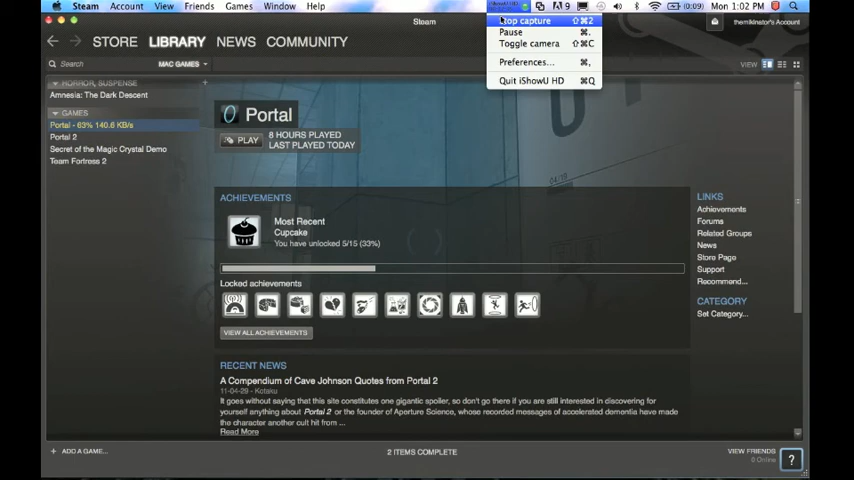 Steam Account View Friends Games Window Help
(0:09) Mon 1:02 PM
Stop capture ⇧⌘2
Pause ⌘.
Toggle camera ⇧⌘C
Preferences... ⌘,
Quit iShowU HD ⌘Q
Steam
themilkinator's Account
STORE LIBRARY NEWS COMMUNITY
Search
MAC GAMES
VIEW
HORROR, SUSPENSE
Amnesia: The Dark Descent
GAMES
Portal - 63% 140.6 KB/s
Portal 2
Secret of the Magic Crystal Demo
Team Fortress 2
Portal
PLAY
8 HOURS PLAYED
LAST PLAYED TODAY
ACHIEVEMENTS
Most Recent
Cupcake
You have unlocked 5/15 (33%)
Locked achievements
VIEW ALL ACHIEVEMENTS
RECENT NEWS
A Compendium of Cave Johnson Quotes from Portal 2
11-04-29 - Kotaku
It goes without saying that this site constitutes one gigantic spoiler, so don't go there if you are still interested in discovering for
yourself anything about Portal 2 or the founder of Aperture Science, whose recorded messages of accelerated dementia have made
the character another cult hit from ...
Read More
LINKS
Achievements
Forums
Related Groups
News
Store Page
Support
Recommend...
CATEGORY
Set Category...
+ ADD A GAME...
2 ITEMS COMPLETE
VIEW FRIENDS
0 Online
?